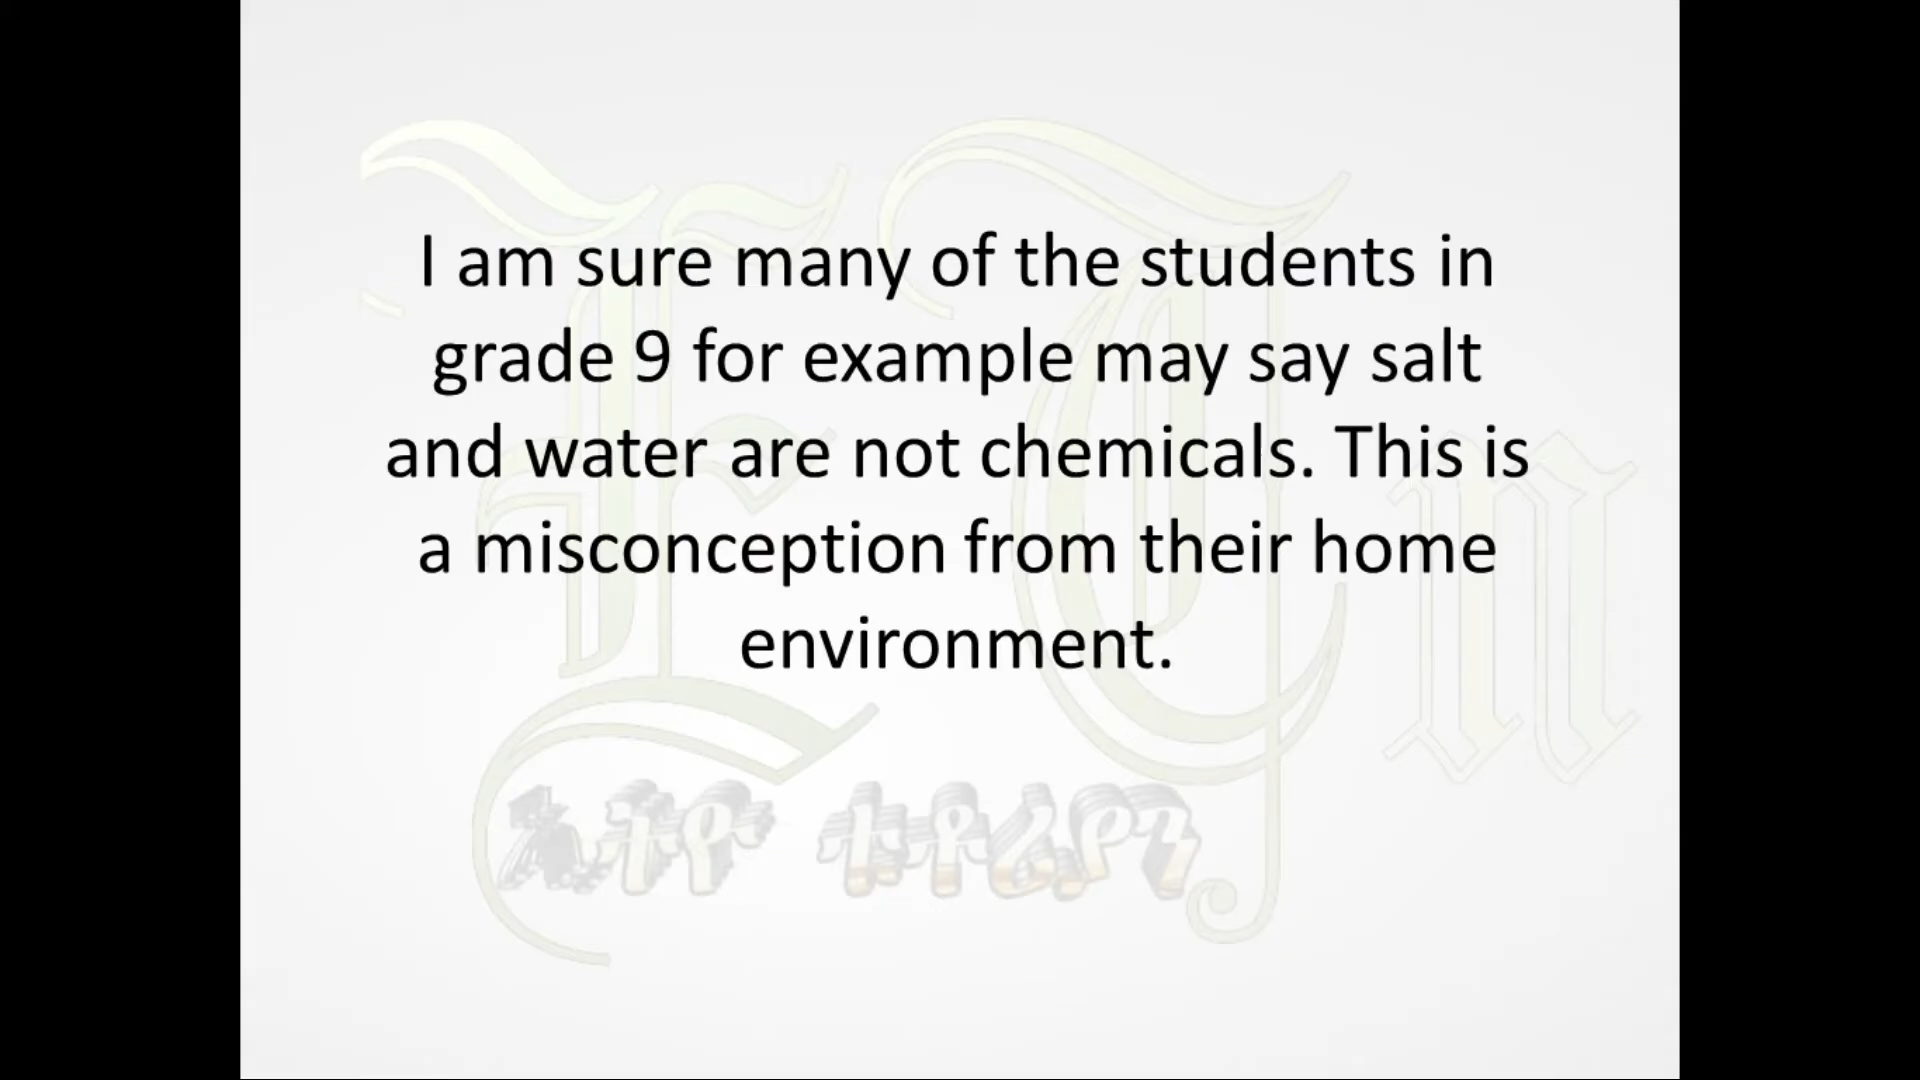 I am sure many of the students in
grade 9 for example may say salt
and water are not chemicals. This is
a misconception from their home
environment.